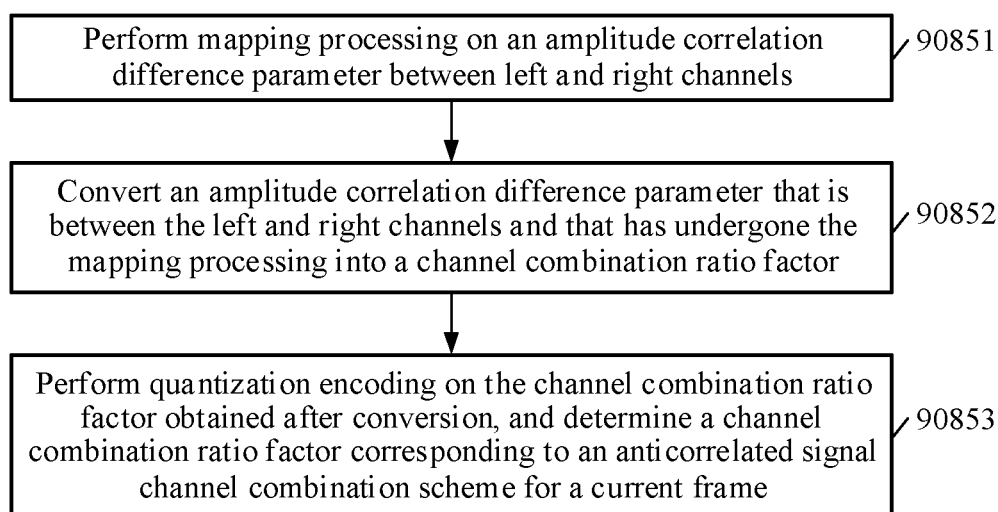 Perform mapping processing on an amplitude correlation
difference parameter between left and right channels
90851
Convert an amplitude correlation difference parameter that is
between the left and right channels and that has undergone the
mapping processing into a channel combination ratio factor
90852
Perform quantization encoding on the channel combination ratio
factor obtained after conversion, and determine a channel
combination ratio factor corresponding to an anticorrelated signal
channel combination scheme for a current frame
90853